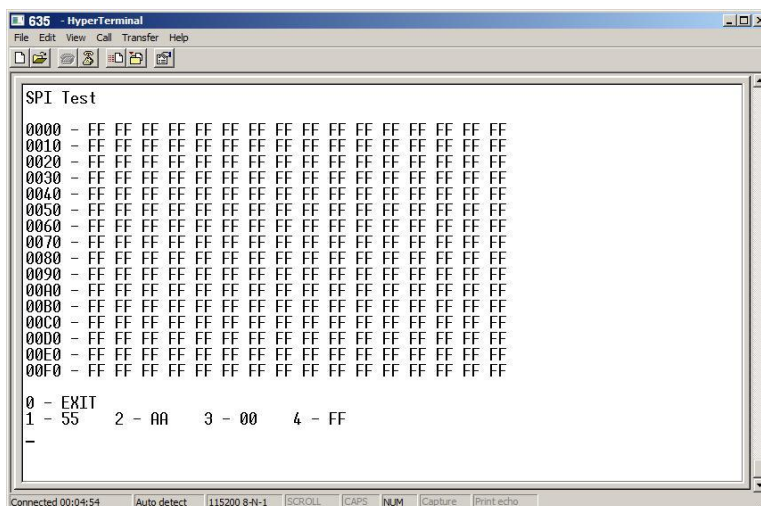 635 - HyperTerminal
File Edit View Call Transfer Help
SPI Test
0000 - FF FF FF FF FF FF FF FF FF FF FF FF FF FF FF FF
0010 - FF FF FF FF FF FF FF FF FF FF FF FF FF FF FF FF
0020 - FF FF FF FF FF FF FF FF FF FF FF FF FF FF FF FF
0030 - FF FF FF FF FF FF FF FF FF FF FF FF FF FF FF FF
0040 - FF FF FF FF FF FF FF FF FF FF FF FF FF FF FF FF
0050 - FF FF FF FF FF FF FF FF FF FF FF FF FF FF FF FF
0060 - FF FF FF FF FF FF FF FF FF FF FF FF FF FF FF FF
0070 - FF FF FF FF FF FF FF FF FF FF FF FF FF FF FF FF
0080 - FF FF FF FF FF FF FF FF FF FF FF FF FF FF FF FF
0090 - FF FF FF FF FF FF FF FF FF FF FF FF FF FF FF FF
00A0 - FF FF FF FF FF FF FF FF FF FF FF FF FF FF FF FF
00B0 - FF FF FF FF FF FF FF FF FF FF FF FF FF FF FF FF
00C0 - FF FF FF FF FF FF FF FF FF FF FF FF FF FF FF FF
00D0 - FF FF FF FF FF FF FF FF FF FF FF FF FF FF FF FF
00E0 - FF FF FF FF FF FF FF FF FF FF FF FF FF FF FF FF
00F0 - FF FF FF FF FF FF FF FF FF FF FF FF FF FF FF FF
0 - EXIT
1 - 55 2 - AA 3 - 00 4 - FF
_
Connected 00:04:54 Auto detect 115200 8-N-1 SCROLL CAPS NUM Capture Print echo